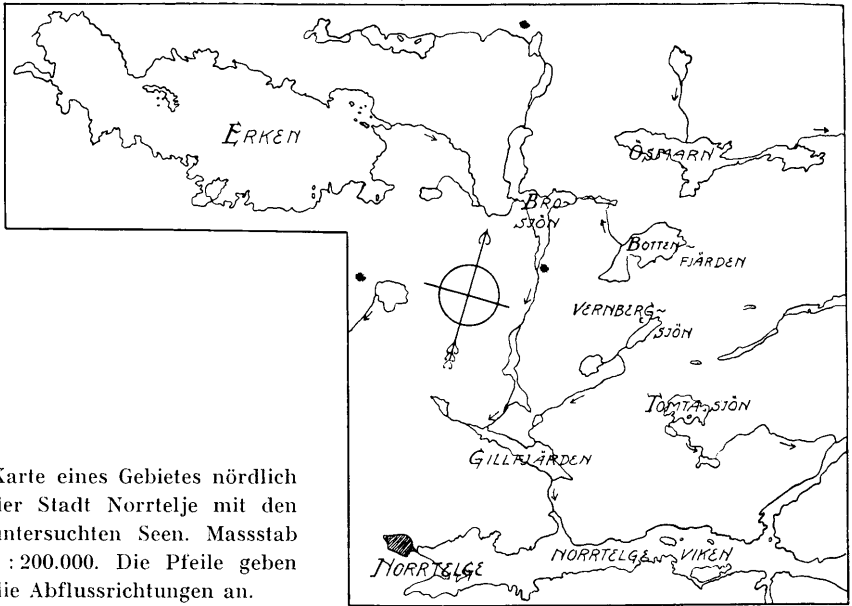 ERKEN
ÖSMARN
BRO-
SJÖN
BOTTEN-
FJÄRDEN
VERNBERG-
SJÖN
TOMTA-SJÖN
GILLFJÄRDEN
NORRTELGE
NORRTELGE VIKEN
Karte eines Gebietes nördlich
der Stadt Norrtelje mit den
untersuchten Seen. Massstab
: 200.000. Die Pfeile geben
die Abflussrichtungen an.